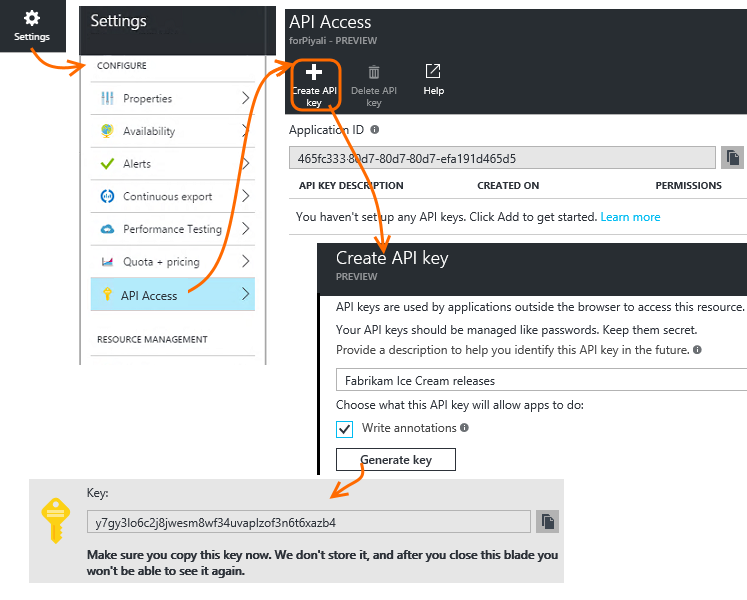 Settings
Settings
CONFIGURE
Properties
Availability
Alerts
Continuous export
Performance Testing
Quota + pricing
API Access
RESOURCE MANAGEMENT
API Access
forPiyali - PREVIEW
Create API
key
Delete API
key
Help
Application ID
465fc333-80d7-80d7-80d7-efa191d465d5
API KEY DESCRIPTION CREATED ON PERMISSIONS
You haven't set up any API keys. Click Add to get started. Learn more
Create API key
PREVIEW
API keys are used by applications outside the browser to access this resource.
Your API keys should be managed like passwords. Keep them secret.
Provide a description to help you identify this API key in the future.
Fabrikam Ice Cream releases
Choose what this API key will allow apps to do:
Write annotations
Generate key
Key:
y7gy3lo6c2j8jwesm8wf34uvaplzof3n6t6xazb4
Make sure you copy this key now. We don't store it, and after you close this blade you
won't be able to see it again.